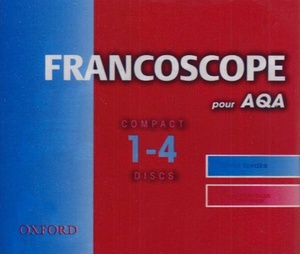 FRANCOSCOPE
pour AQA
COMPACT
1-4
DISCS
OXFORD